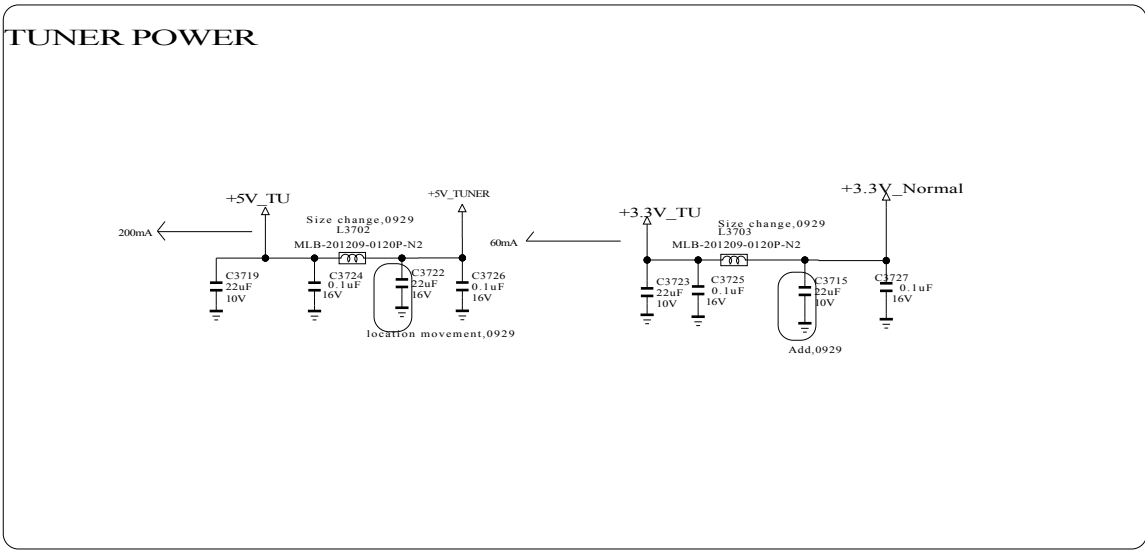 TUNER POWER
+5V_TU
+5V_TUNER
200mA
Size change,0929
L3702
MLB-201209-0120P-N2
C3719
22uF
10V
C3724
0.1uF
16V
C3722
22uF
16V
C3726
0.1uF
16V
location movement,0929
+3.3V_TU
+3.3V_Normal
60mA
Size change,0929
L3703
MLB-201209-0120P-N2
C3723
22uF
10V
C3725
0.1uF
16V
C3715
22uF
10V
C3727
0.1uF
16V
Add,0929